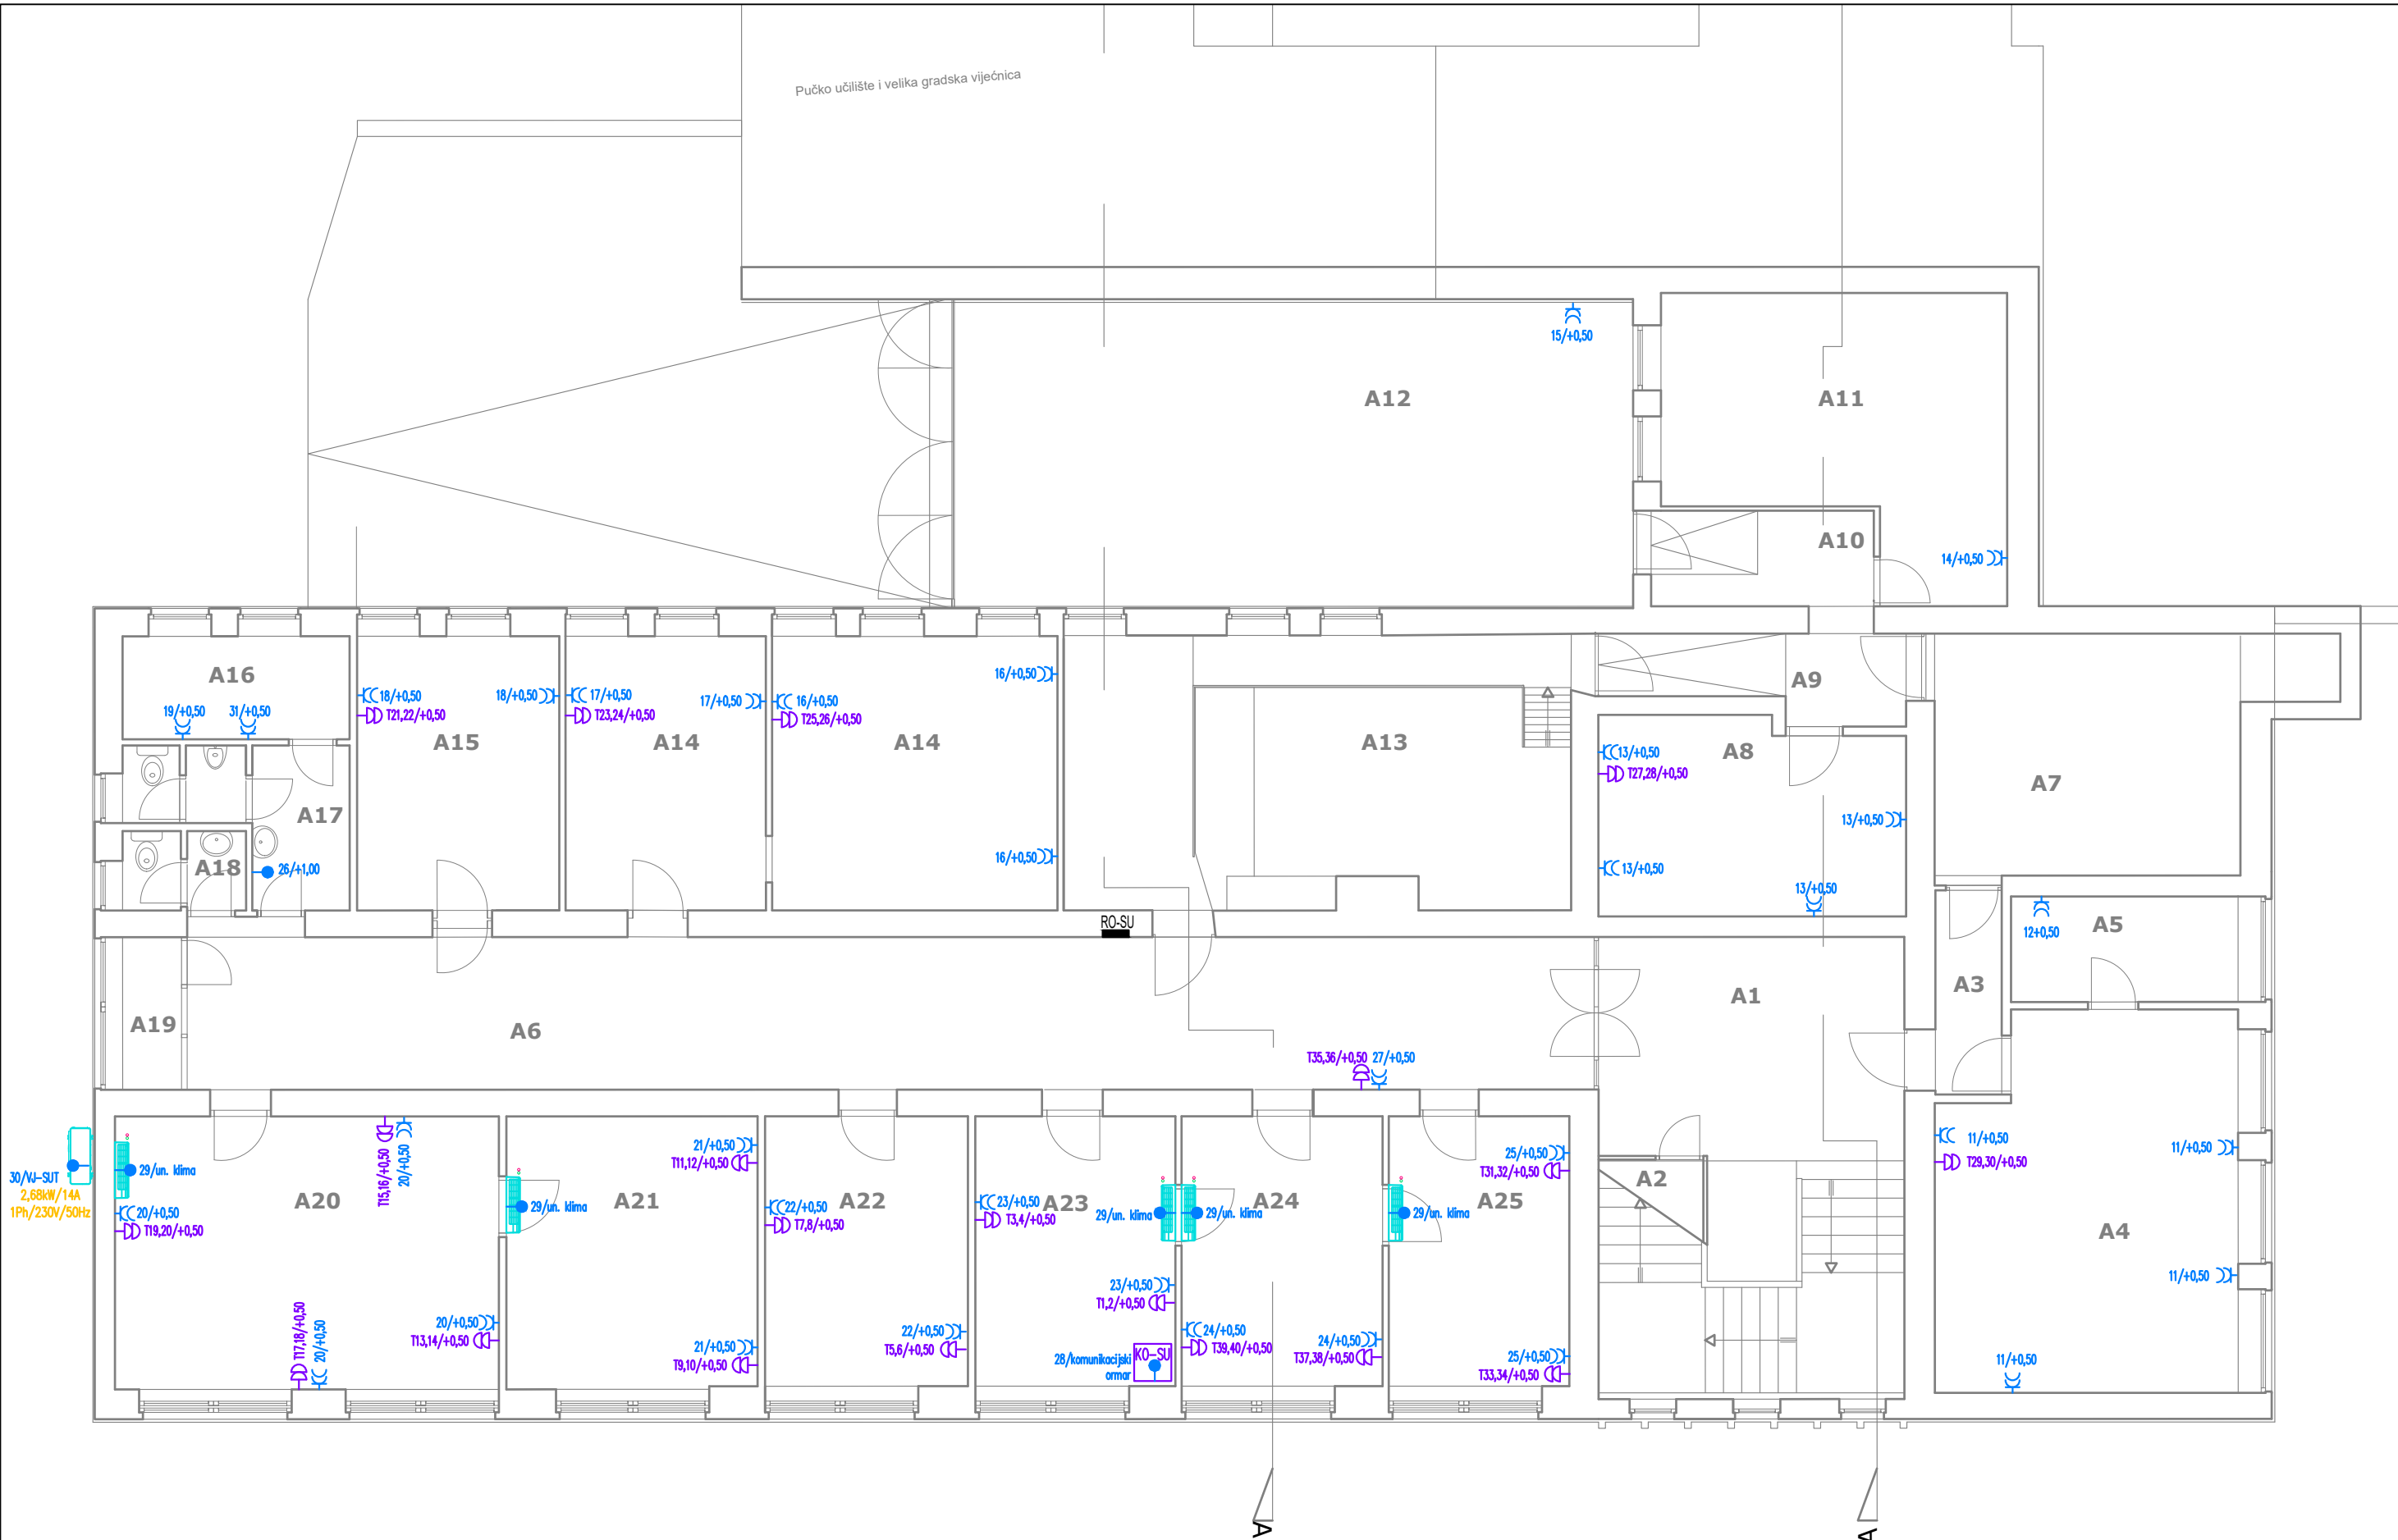 Pučko učilište i velika gradska vijećnica
15/+0,50
A12
A11
A10
14/+0,50
A16
19/+0,50
31/+0,50
18/+0,50
T21,22/+0,50
18/+0,50
A15
17/+0,50
T23,24/+0,50
17/+0,50
A14
16/+0,50
T25,26/+0,50
16/+0,50
A14
16/+0,50
A13
A9
A8
13/+0,50
T27,28/+0,50
13/+0,50
13/+0,50
13/+0,50
A7
A17
A18
26/+1,00
RO-SU
12+0,50
A5
A3
A1
A19
A6
T35,36/+0,50
27/+0,50
30/VJ-SUT
2,68kW/14A
1Ph/230V/50Hz
29/un. klima
T15,16/+0,50
20/+0,50
A20
20/+0,50
T19,20/+0,50
T17,18/+0,50
20/+0,50
20/+0,50
T13,14/+0,50
21/+0,50
T11,12/+0,50
A21
29/un. klima
21/+0,50
T9,10/+0,50
22/+0,50
T7,8/+0,50
A22
22/+0,50
T5,6/+0,50
23/+0,50
T3,4/+0,50
A23
29/un. klima
23/+0,50
T1,2/+0,50
28/komunikacijski
ormar
KO-SU
A24
29/un. klima
24/+0,50
T39,40/+0,50
24/+0,50
T37,38/+0,50
25/+0,50
T31,32/+0,50
A25
29/un. klima
25/+0,50
T33,34/+0,50
A2
11/+0,50
T29,30/+0,50
11/+0,50
A4
11/+0,50
11/+0,50
A
A